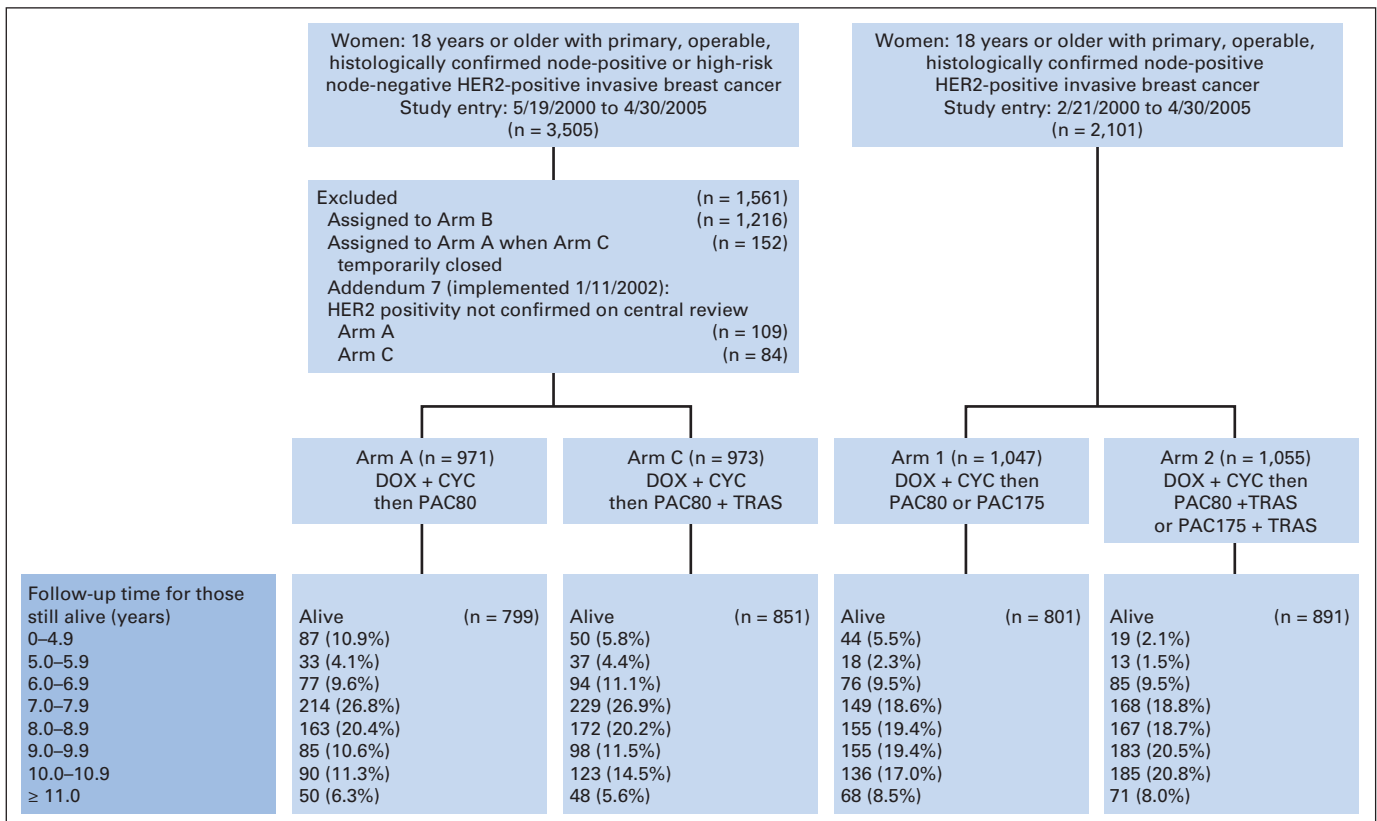 Women: 18 years or older with primary, operable,
histologically confirmed node-positive or high-risk
node-negative HER2-positive invasive breast cancer
Study entry: 5/19/2000 to 4/30/2005
(n = 3,505)
Women: 18 years or older with primary, operable,
histologically confirmed node-positive
HER2-positive invasive breast cancer
Study entry: 2/21/2000 to 4/30/2005
(n = 2,101)
Excluded (n = 1,561)
Assigned to Arm B (n = 1,216)
Assigned to Arm A when Arm C (n = 152)
temporarily closed
Addendum 7 (implemented 1/11/2002):
HER2 positivity not confirmed on central review
Arm A (n = 109)
Arm C (n = 84)
Arm A (n = 971)
DOX + CYC
then PAC80
Arm C (n = 973)
DOX + CYC
then PAC80 + TRAS
Arm 1 (n = 1,047)
DOX + CYC then
PAC80 or PAC175
Arm 2 (n = 1,055)
DOX + CYC then
PAC80 +TRAS
or PAC175 + TRAS
Follow-up time for those
still alive (years)
0–4.9
5.0–5.9
6.0–6.9
7.0–7.9
8.0–8.9
9.0–9.9
10.0–10.9
≥ 11.0
Alive (n = 799)
87 (10.9%)
33 (4.1%)
77 (9.6%)
214 (26.8%)
163 (20.4%)
85 (10.6%)
90 (11.3%)
50 (6.3%)
Alive (n = 851)
50 (5.8%)
37 (4.4%)
94 (11.1%)
229 (26.9%)
172 (20.2%)
98 (11.5%)
123 (14.5%)
48 (5.6%)
Alive (n = 801)
44 (5.5%)
18 (2.3%)
76 (9.5%)
149 (18.6%)
155 (19.4%)
155 (19.4%)
136 (17.0%)
68 (8.5%)
Alive (n = 891)
19 (2.1%)
13 (1.5%)
85 (9.5%)
168 (18.8%)
167 (18.7%)
183 (20.5%)
185 (20.8%)
71 (8.0%)